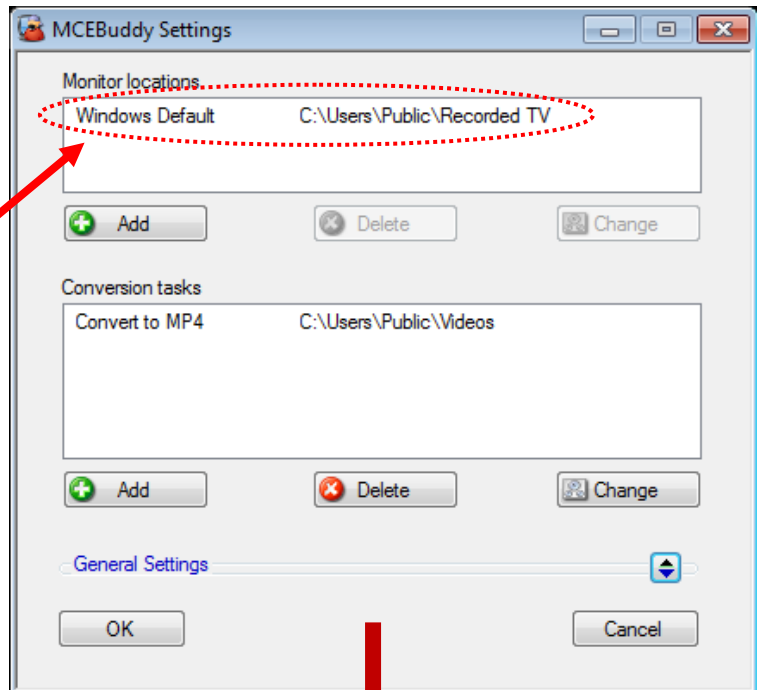 MCEBuddy Settings
Monitor locations
Windows Default C:\Users\Public\Recorded TV
Add Delete Change
Conversion tasks
Convert to MP4 C:\Users\Public\Videos
Add Delete Change
General Settings
OK Cancel